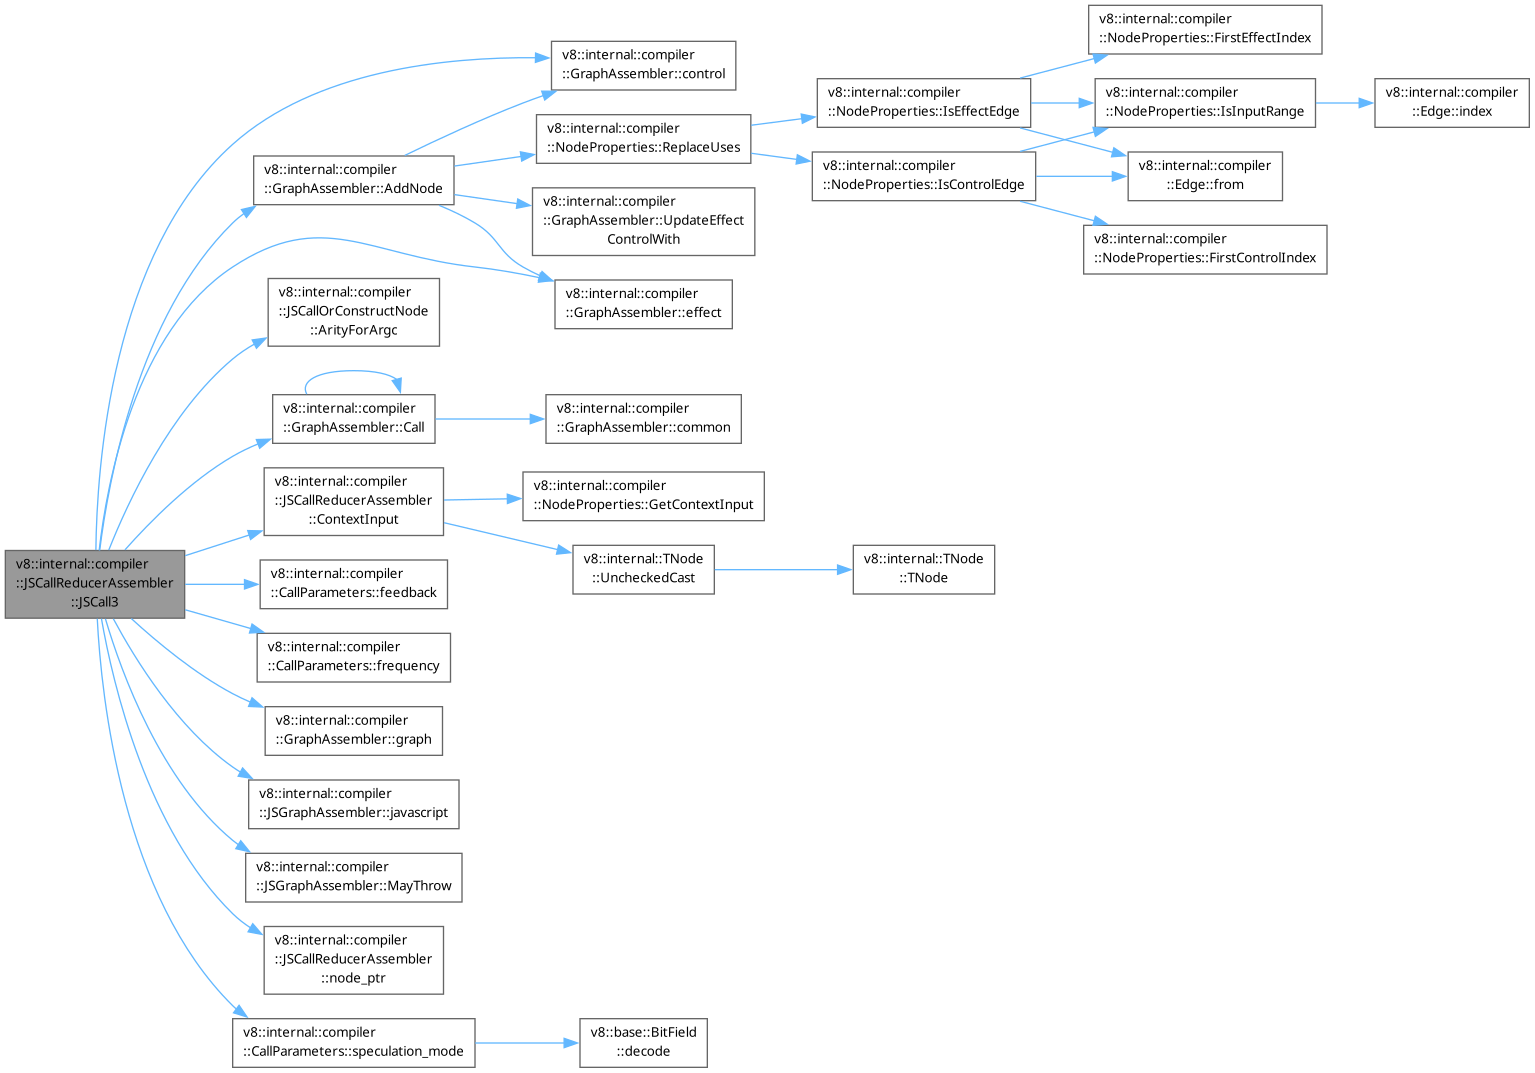 v8::internal::compiler
::JSCallReducerAssembler
::JSCall3
v8::internal::compiler
::GraphAssembler::AddNode
v8::internal::compiler
::GraphAssembler::control
v8::internal::compiler
::NodeProperties::ReplaceUses
v8::internal::compiler
::NodeProperties::IsEffectEdge
v8::internal::compiler
::NodeProperties::FirstEffectIndex
v8::internal::compiler
::NodeProperties::IsInputRange
v8::internal::compiler
::Edge::index
v8::internal::compiler
::Edge::from
v8::internal::compiler
::NodeProperties::IsControlEdge
v8::internal::compiler
::NodeProperties::FirstControlIndex
v8::internal::compiler
::GraphAssembler::UpdateEffect
ControlWith
v8::internal::compiler
::GraphAssembler::effect
v8::internal::compiler
::JSCallOrConstructNode
::ArityForArgc
v8::internal::compiler
::GraphAssembler::Call
v8::internal::compiler
::GraphAssembler::common
v8::internal::compiler
::JSCallReducerAssembler
::ContextInput
v8::internal::compiler
::NodeProperties::GetContextInput
v8::internal::TNode
::UncheckedCast
v8::internal::TNode
::TNode
v8::internal::compiler
::CallParameters::feedback
v8::internal::compiler
::CallParameters::frequency
v8::internal::compiler
::GraphAssembler::graph
v8::internal::compiler
::JSGraphAssembler::javascript
v8::internal::compiler
::JSGraphAssembler::MayThrow
v8::internal::compiler
::JSCallReducerAssembler
::node_ptr
v8::internal::compiler
::CallParameters::speculation_mode
v8::base::BitField
::decode